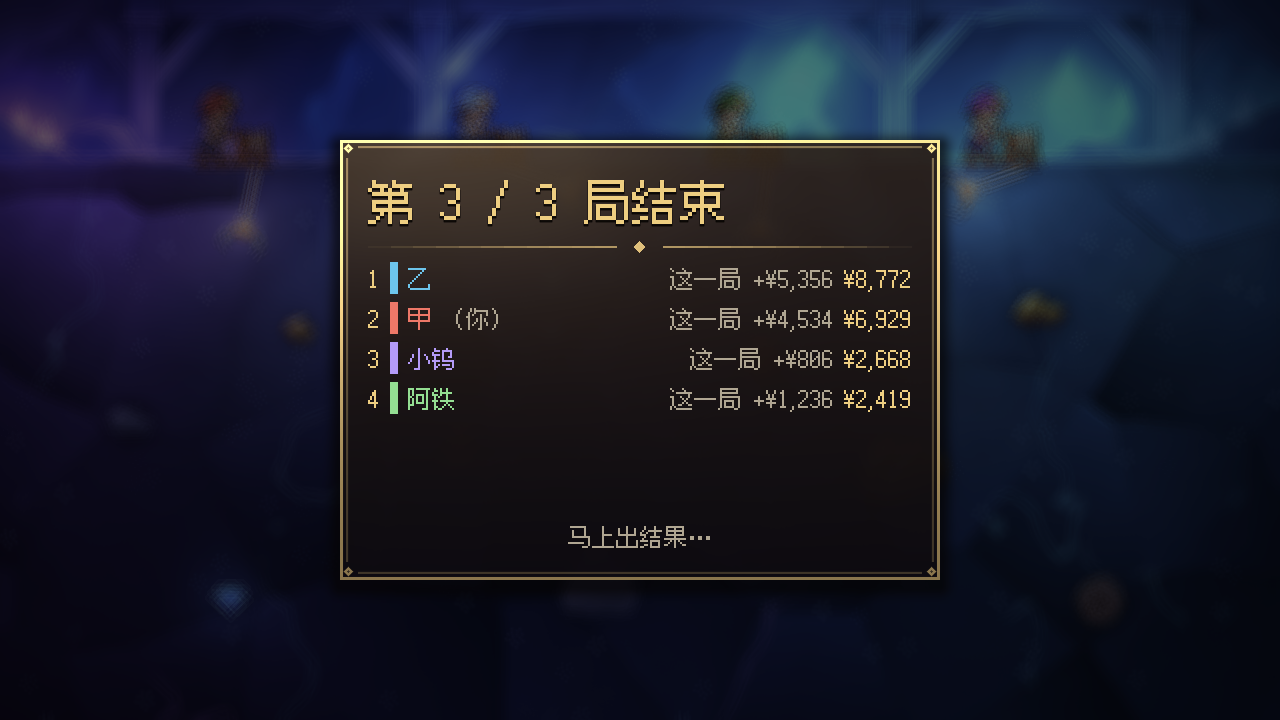 第 3 / 3 局结束
1 乙 这一局 +¥5,356 ¥8,772
2 甲 (你) 这一局 +¥4,534 ¥6,929
3 小钨 这一局 +¥806 ¥2,668
4 阿铁 这一局 +¥1,236 ¥2,419
马上出结果…